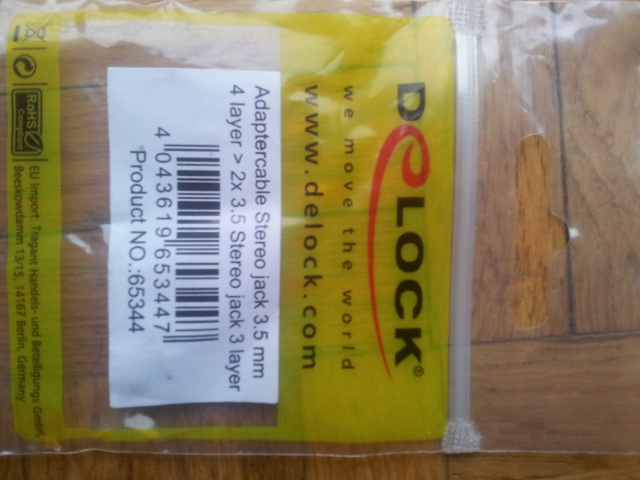 DELOCK®
we move the world
www.delock.com
Adaptercable Stereo jack 3.5 mm
4 layer > 2x 3.5 Stereo jack 3 layer
4 043619 653447
Product NO.:65344
RoHS
Compliant
EU Import: Tragant Handels- und Beteiligungs GmbH
Beeskowdamm 13/15, 14167 Berlin, Germany